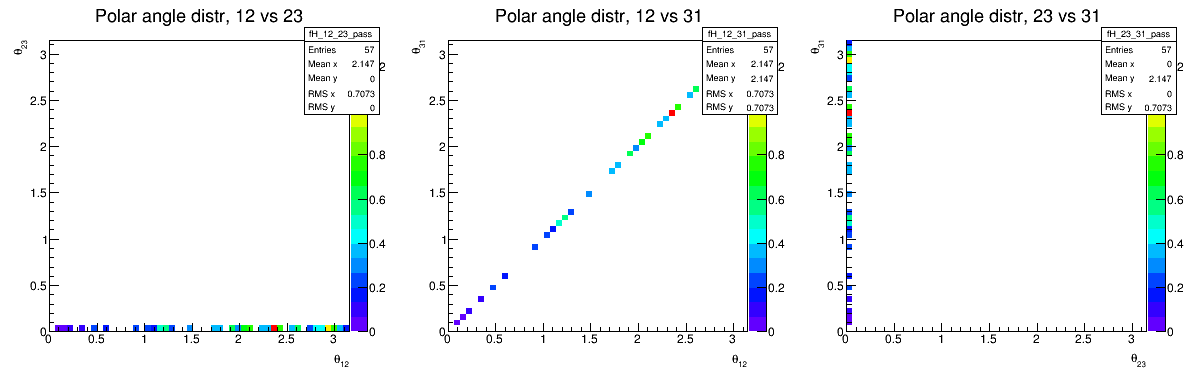 Polar angle distr, 12 vs 23
θ23
fH_12_23_pass
Entries 57
Mean x 2.147
Mean y 0
RMS x 0.7073
RMS y 0
3
2.5
2
1.5
1
0.5
0
0 0.5 1 1.5 2 2.5 3
θ12
2
0.8
0.6
0.4
0.2
0
Polar angle distr, 12 vs 31
θ31
fH_12_31_pass
Entries 57
Mean x 2.147
Mean y 2.147
RMS x 0.7073
RMS y 0.7073
3
2.5
2
1.5
1
0.5
0
0 0.5 1 1.5 2 2.5 3
θ12
2
0.8
0.6
0.4
0.2
0
Polar angle distr, 23 vs 31
θ31
fH_23_31_pass
Entries 57
Mean x 0
Mean y 2.147
RMS x 0
RMS y 0.7073
3
2.5
2
1.5
1
0.5
0
0 0.5 1 1.5 2 2.5 3
θ23
2
0.8
0.6
0.4
0.2
0